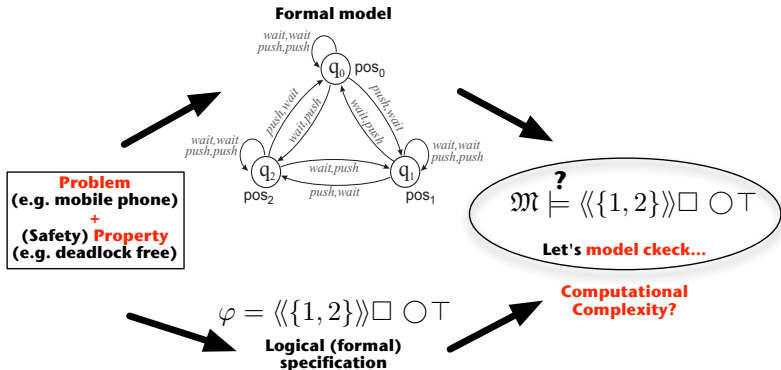 Formal model
wait,wait
push,push
q₀
pos₀
push,wait
wait,push
wait,push
push,wait
wait,wait
push,push
q₂
pos₂
wait,push
push,wait
q₁
pos₁
wait,wait
push,push
Problem
(e.g. mobile phone)
+
(Safety) Property
(e.g. deadlock free)
?
𝔐 ⊨ ⟪{1, 2}⟫□ ○⊤
Let's model ckeck...
Computational
Complexity?
φ = ⟪{1, 2}⟫□ ○⊤
Logical (formal)
specification